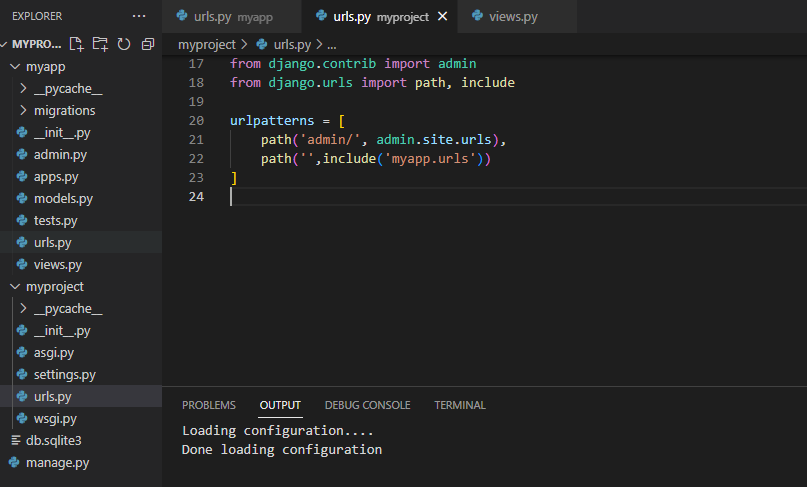 EXPLORER ...
MYPRO...
myapp
__pycache__
migrations
__init__.py
admin.py
apps.py
models.py
tests.py
urls.py
views.py
myproject
__pycache__
__init__.py
asgi.py
settings.py
urls.py
wsgi.py
db.sqlite3
manage.py
urls.py myapp urls.py myproject views.py
myproject > urls.py > ...
17 from django.contrib import admin
18 from django.urls import path, include
19
20 urlpatterns = [
21 path('admin/', admin.site.urls),
22 path('',include('myapp.urls'))
23 ]
24
PROBLEMS OUTPUT DEBUG CONSOLE TERMINAL
Loading configuration....
Done loading configuration